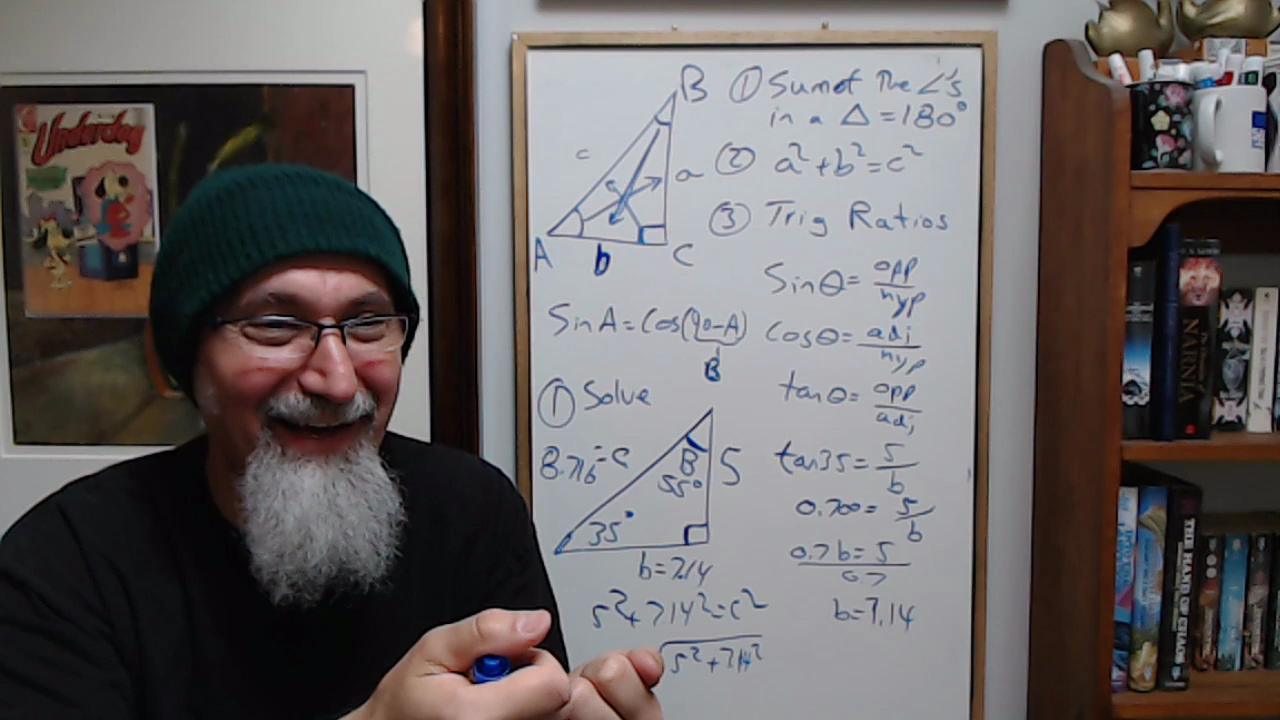 Underdog
B
① Sum of the ∠'s
in a △ = 180°
c
a
② a² + b² = c²
③ Trig Ratios
A
b
C
Sinθ = opp/hyp
Sin A = Cos(90-A)
B
Cosθ = adj/hyp
tanθ = opp/adj
① Solve
8.716 = c
B
55°
5
35°
b = 7.14
5² + 7.14² = c²
√5² + 7.14²
tan35 = 5/b
0.700 = 5/b
0.7b = 5
0.7
b = 7.14
NARNIA
THE HAND OF CHAOS